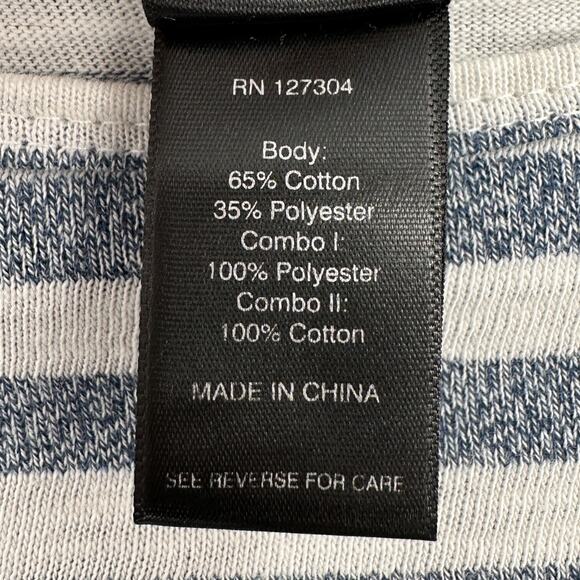 RN 127304
Body:
65% Cotton
35% Polyester
Combo I:
100% Polyester
Combo II:
100% Cotton
MADE IN CHINA
SEE REVERSE FOR CARE